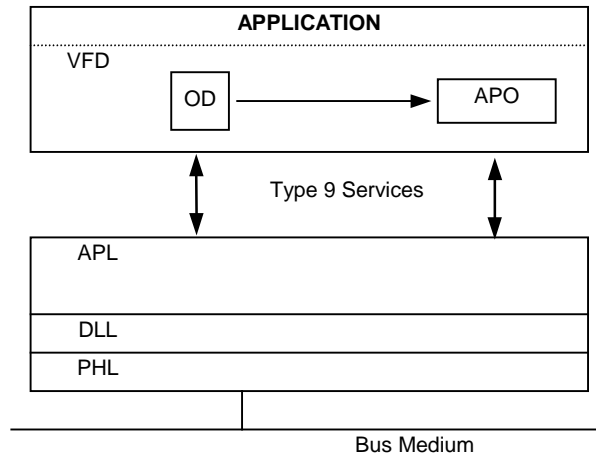 APPLICATION
VFD
OD
APO
Type 9 Services
APL
DLL
PHL
Bus Medium